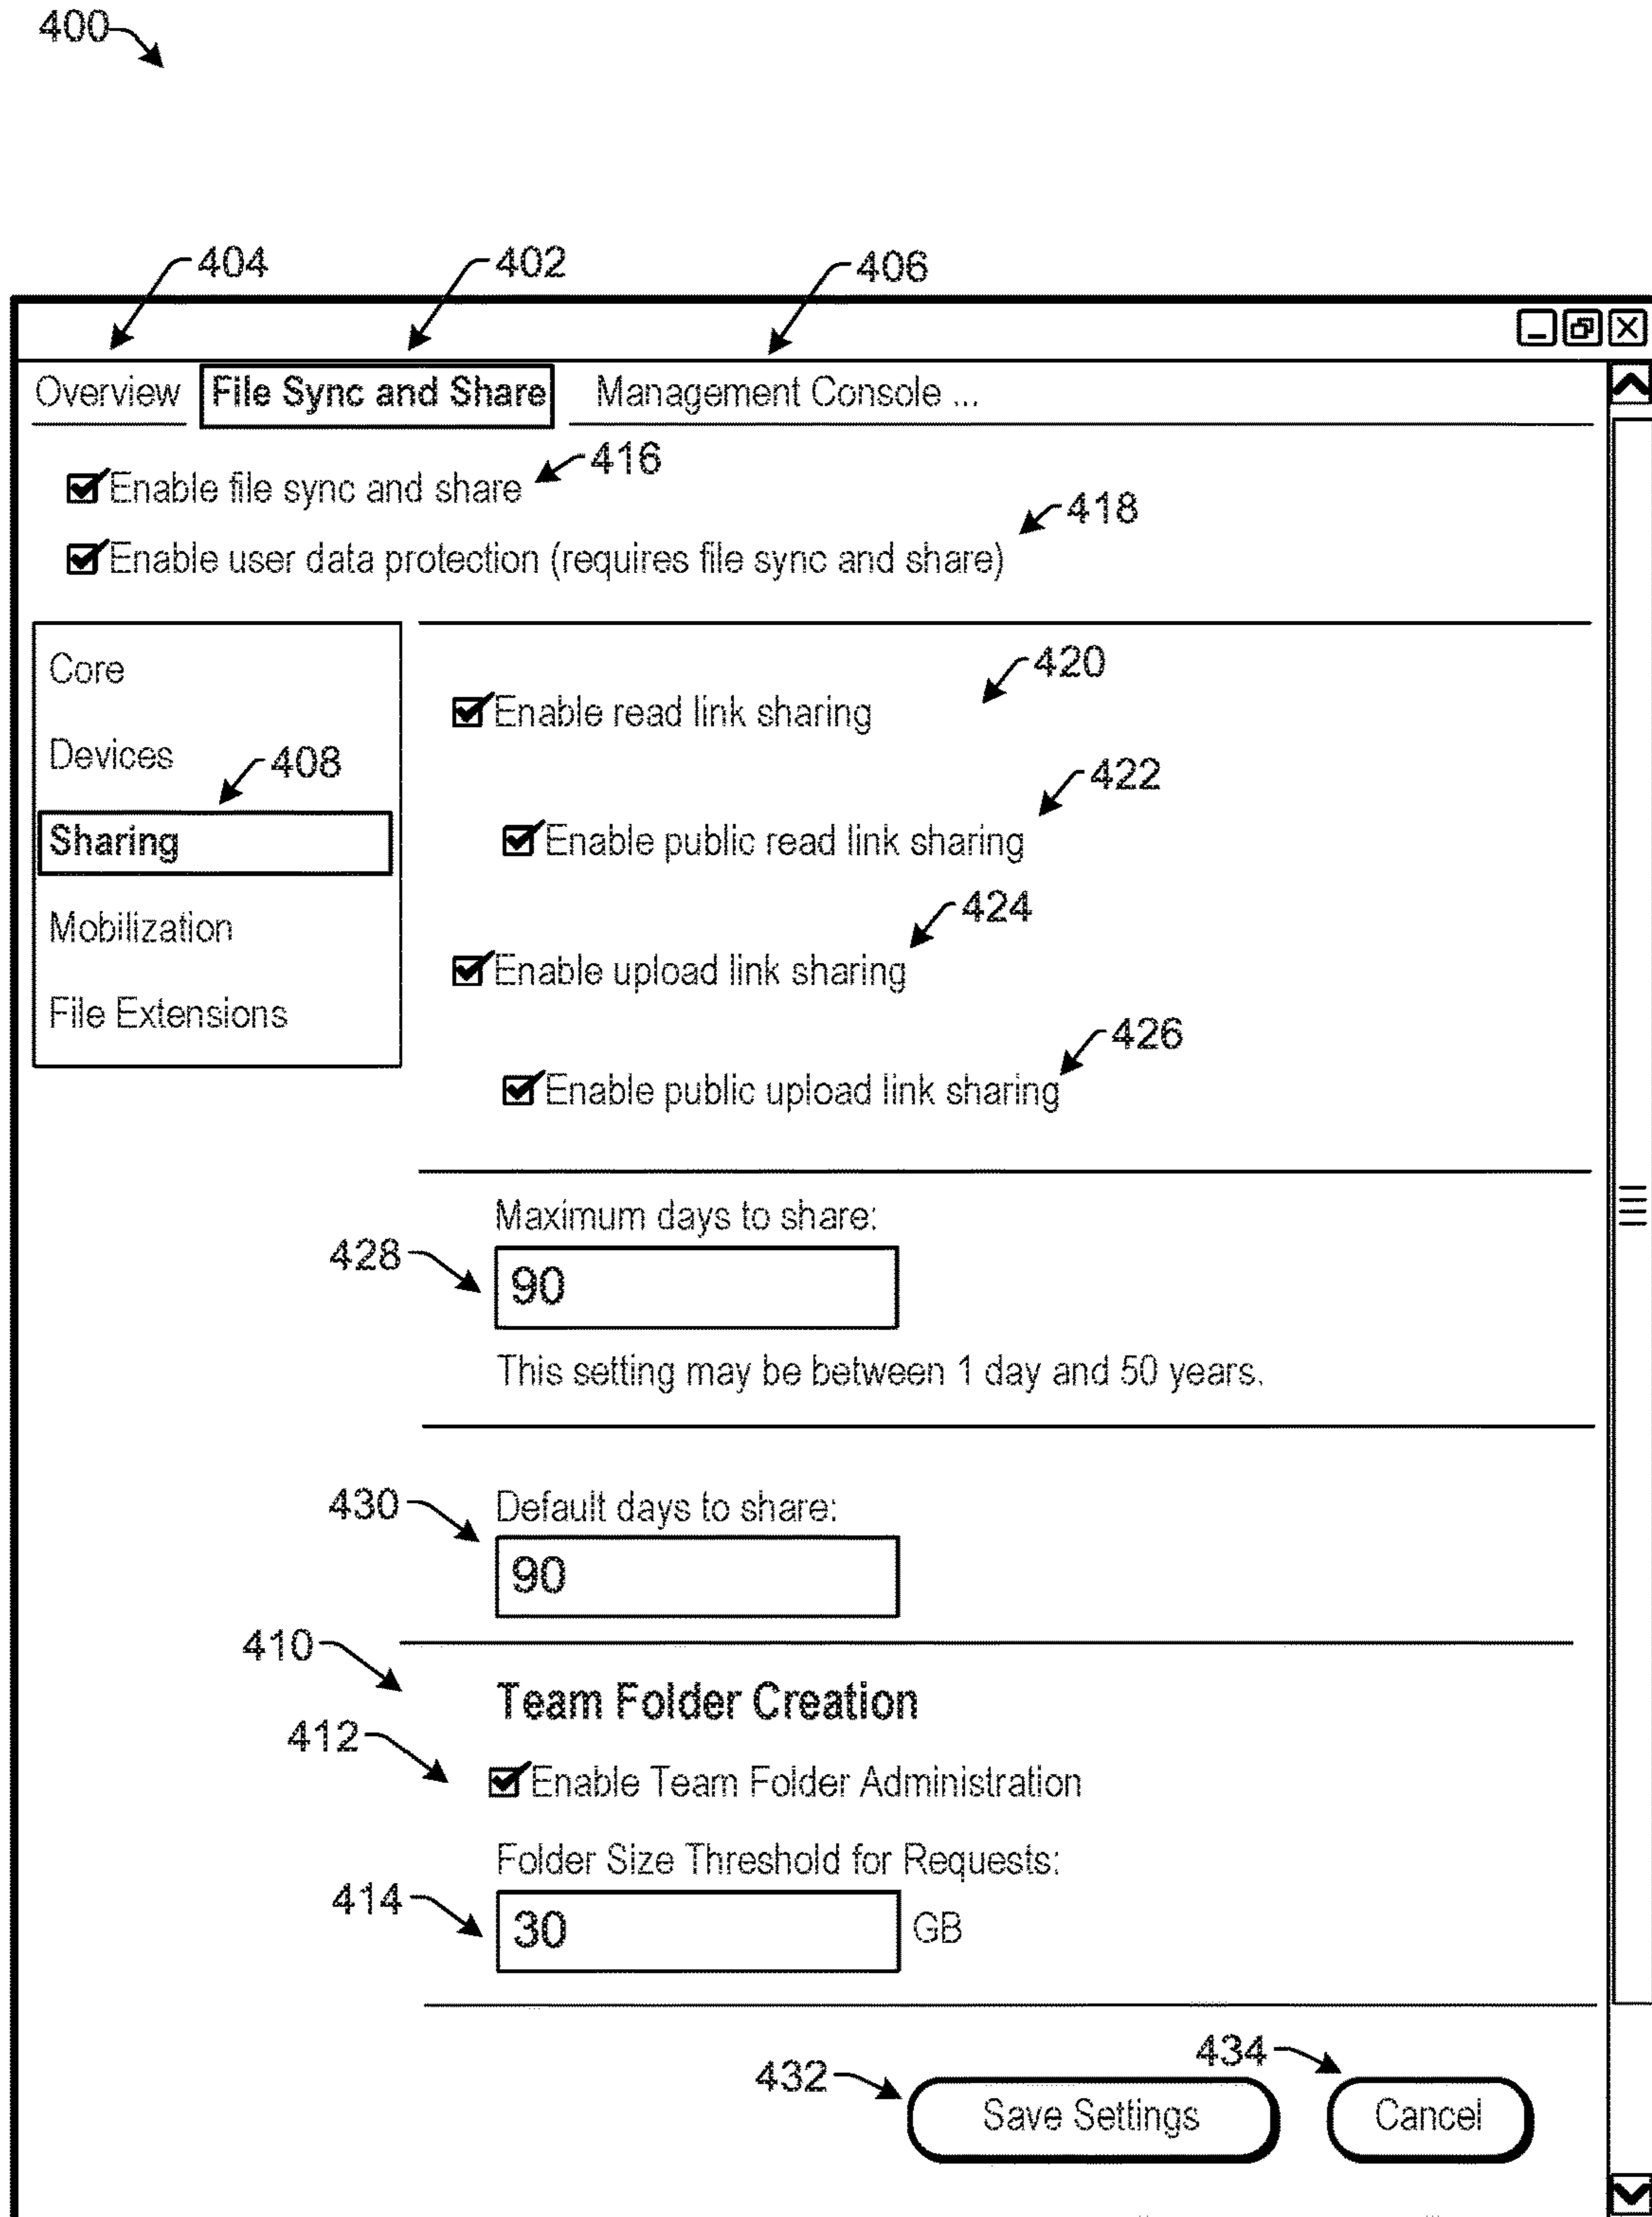 400
404 402 406
Overview File Sync and Share Management Console ...
Enable file sync and share 416
Enable user data protection (requires file sync and share) 418
Core
Devices
408
Sharing
Mobilization
File Extensions
420
Enable read link sharing
422
Enable public read link sharing
424
Enable upload link sharing
426
Enable public upload link sharing
Maximum days to share:
428
90
This setting may be between 1 day and 50 years.
430
Default days to share:
90
410
Team Folder Creation
412
Enable Team Folder Administration
Folder Size Threshold for Requests:
414
30 GB
432 434
Save Settings Cancel